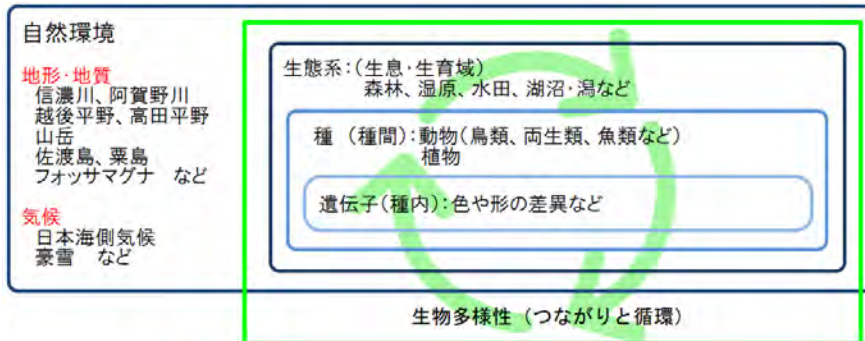 自然環境
地形・地質
信濃川、阿賀野川
越後平野、高田平野
山岳
佐渡島、粟島
フォッサマグナ など
気候
日本海側気候
豪雪 など
生態系：（生息・生育域）
森林、湿原、水田、湖沼・潟など
種 （種間）：動物（鳥類、両生類、魚類など）
植物
遺伝子（種内）：色や形の差異など
生物多様性（つながりと循環）